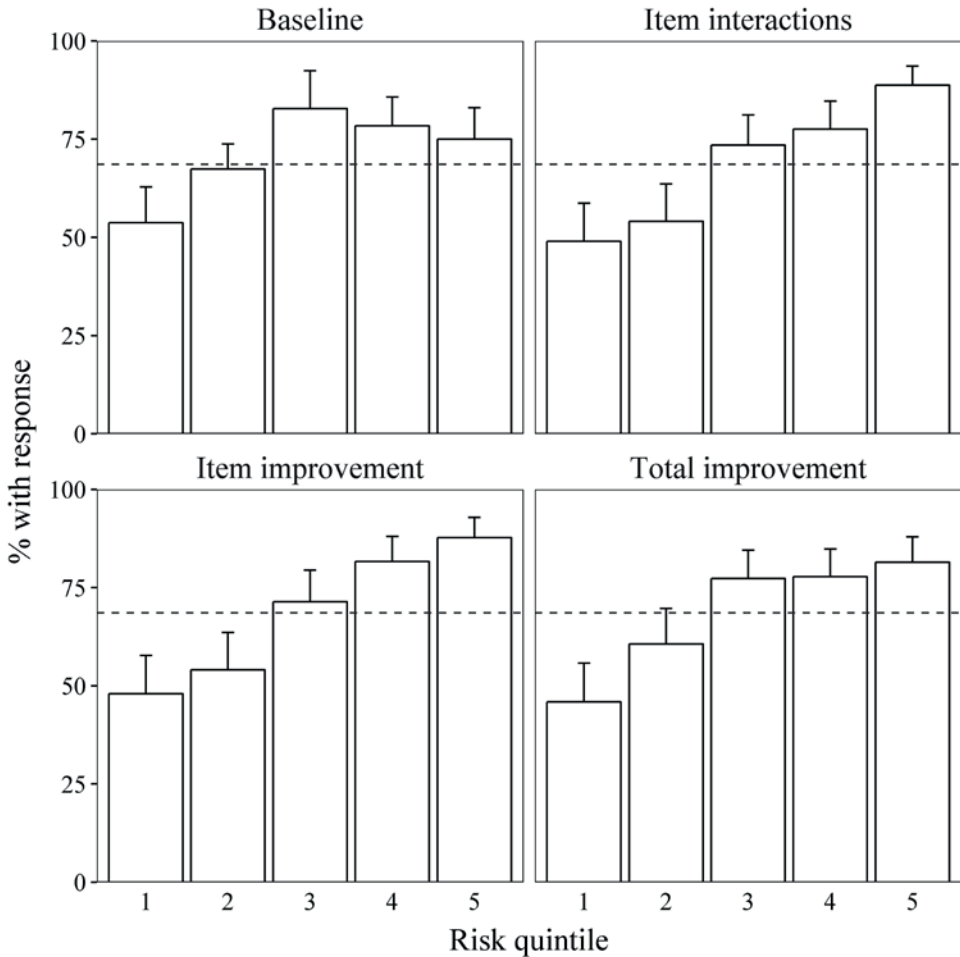 Baseline
Item interactions
100
75
50
25
0
Item improvement
Total improvement
100
75
50
25
0
% with response
1 2 3 4 5
1 2 3 4 5
Risk quintile